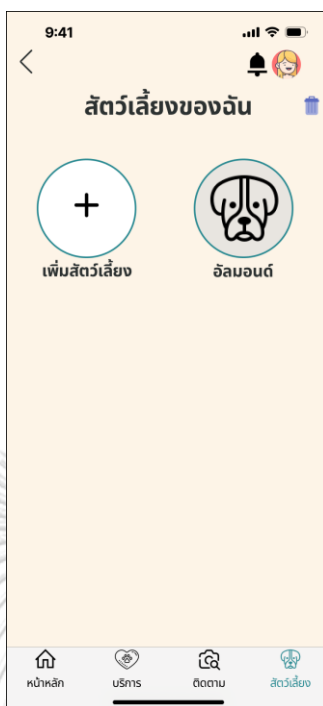 9:41
สัตว์เลี้ยงของฉัน
เพิ่มสัตว์เลี้ยง
อัลมอนด์
หน้าหลัก
บริการ
ติดตาม
สัตว์เลี้ยง